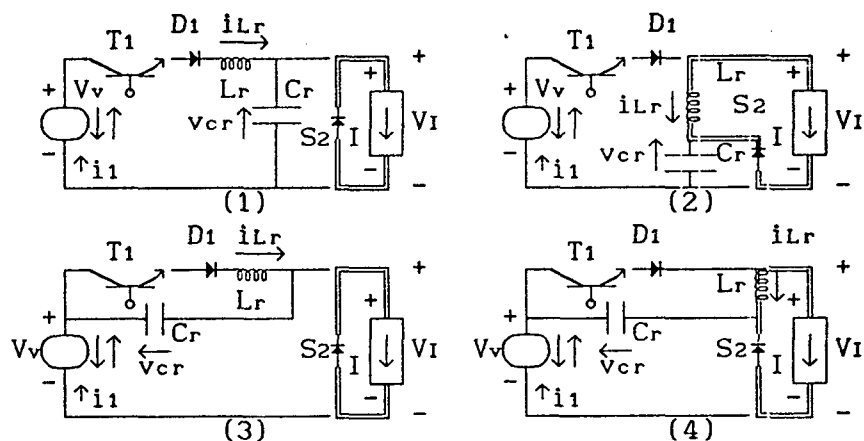 D1 iLr
T1
+ Vv Lr Cr + VI
vcr S2 I
- i1 - -
(1)
D1
T1 Lr +
+ Vv iLr S2 + VI
vcr Cr I
- i1 - -
(2)
D1 iLr
T1 +
Lr +
+ Cr VI
Vv S2 I
vcr
- i1 - -
(3)
D1 iLr
T1 +
Lr +
+ Cr VI
Vv S2 I
vcr
- i1 - -
(4)